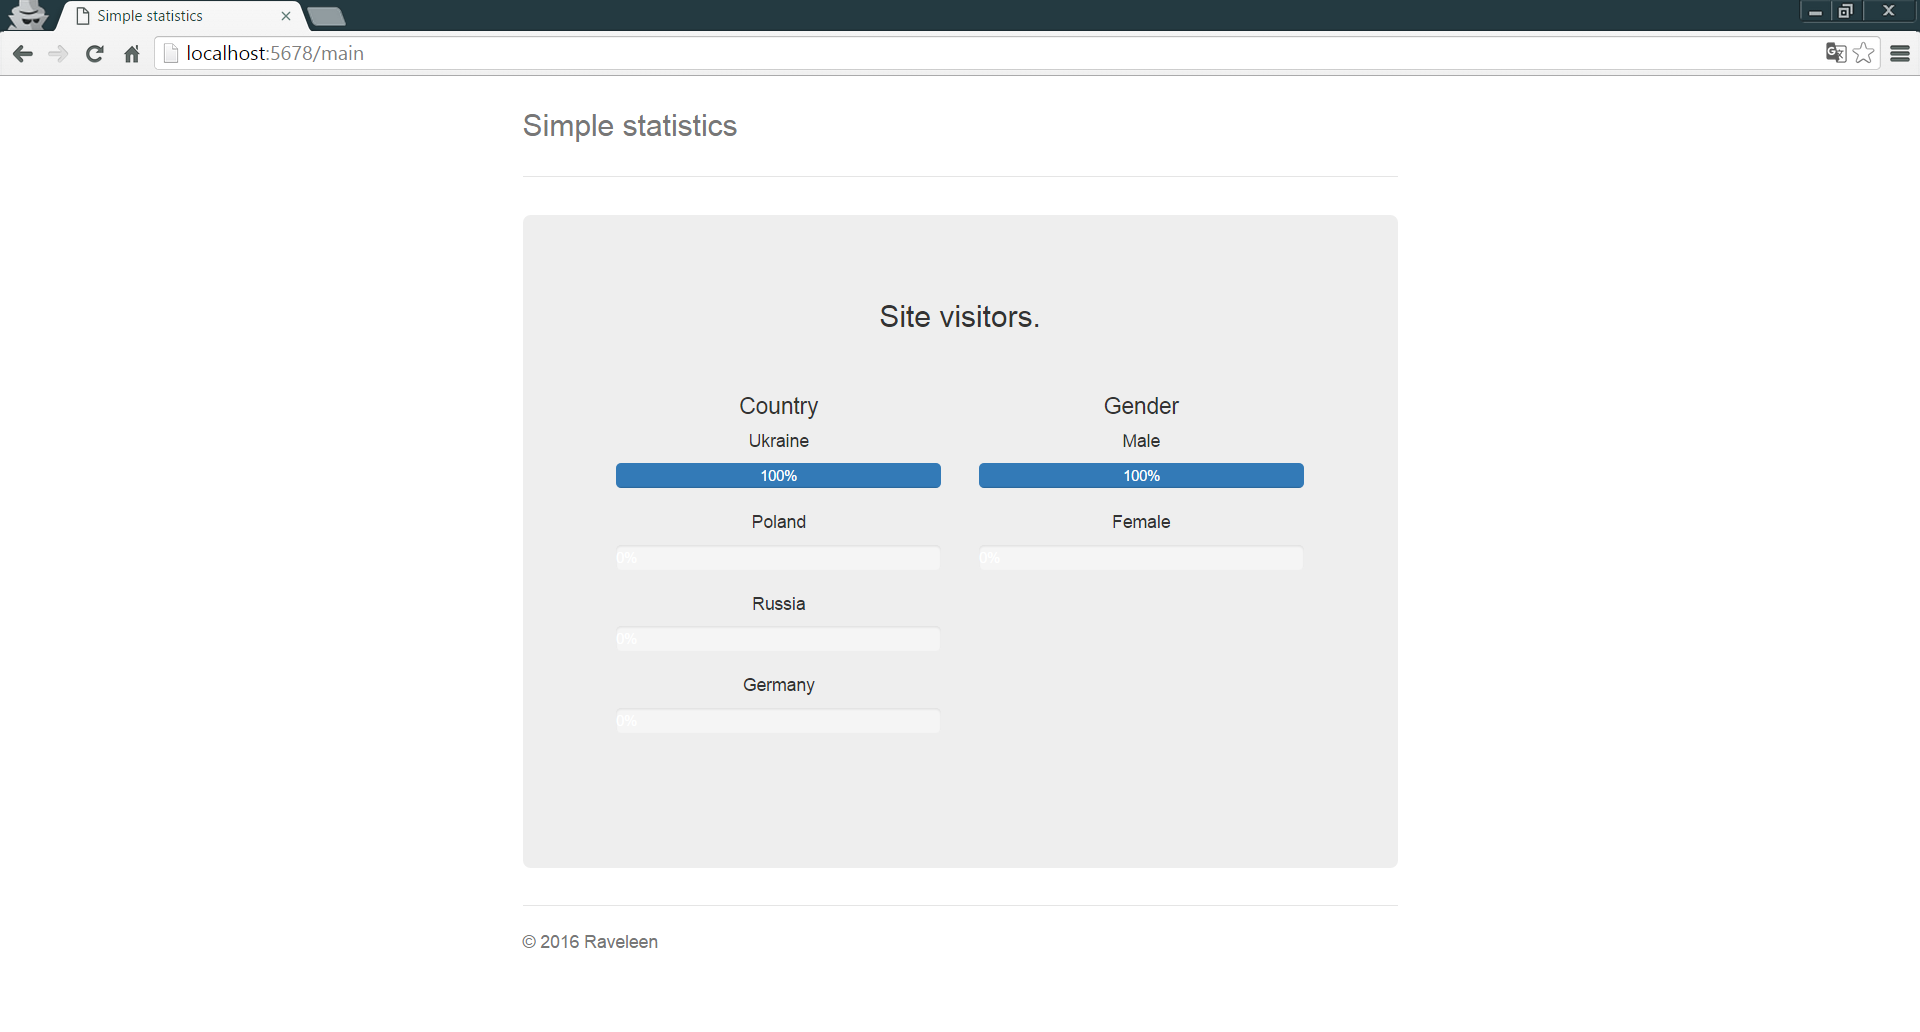 Simple statistics
localhost:5678/main
Simple statistics
Site visitors.
Country
Ukraine
100%
Poland
0%
Russia
0%
Germany
0%
Gender
Male
100%
Female
0%
© 2016 Raveleen